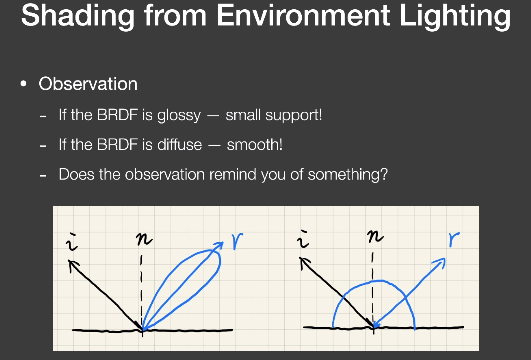 Shading from Environment Lighting
• Observation
- If the BRDF is glossy — small support!
- If the BRDF is diffuse — smooth!
- Does the observation remind you of something?
i n r i n r